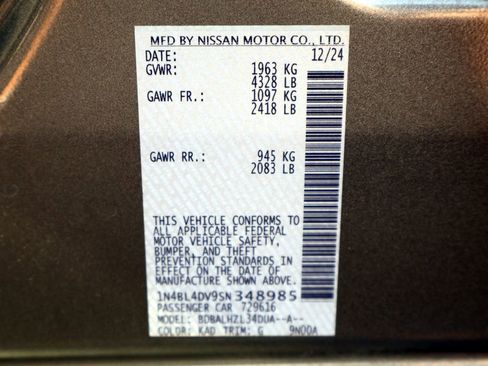 MFD BY NISSAN MOTOR CO., LTD.
DATE: 12/24
GVWR: 1963 KG
4328 LB
GAWR FR.: 1097 KG
2418 LB
GAWR RR.: 945 KG
2083 LB
THIS VEHICLE CONFORMS TO
ALL APPLICABLE FEDERAL
MOTOR VEHICLE SAFETY,
BUMPER, AND THEFT
PREVENTION STANDARDS IN
EFFECT ON THE DATE OF
MANUFACTURE SHOWN ABOVE.
1N4BL4DV9SN348985
PASSENGER CAR 729616
MODEL: BDBALHZL34DUA--A--
COLOR: KAD TRIM: G 9N00A